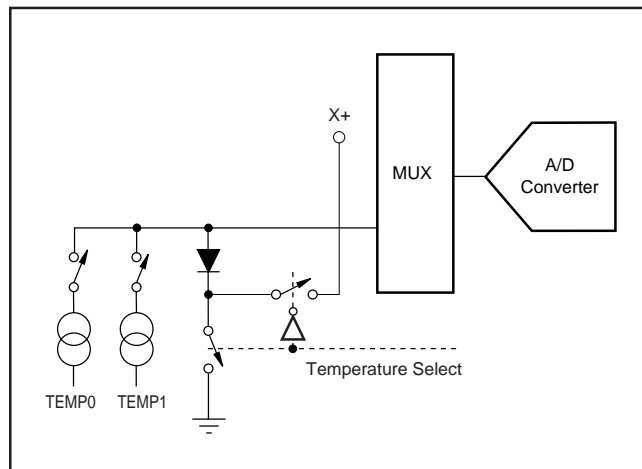 X+
MUX
A/D
Converter
Temperature Select
TEMP0
TEMP1